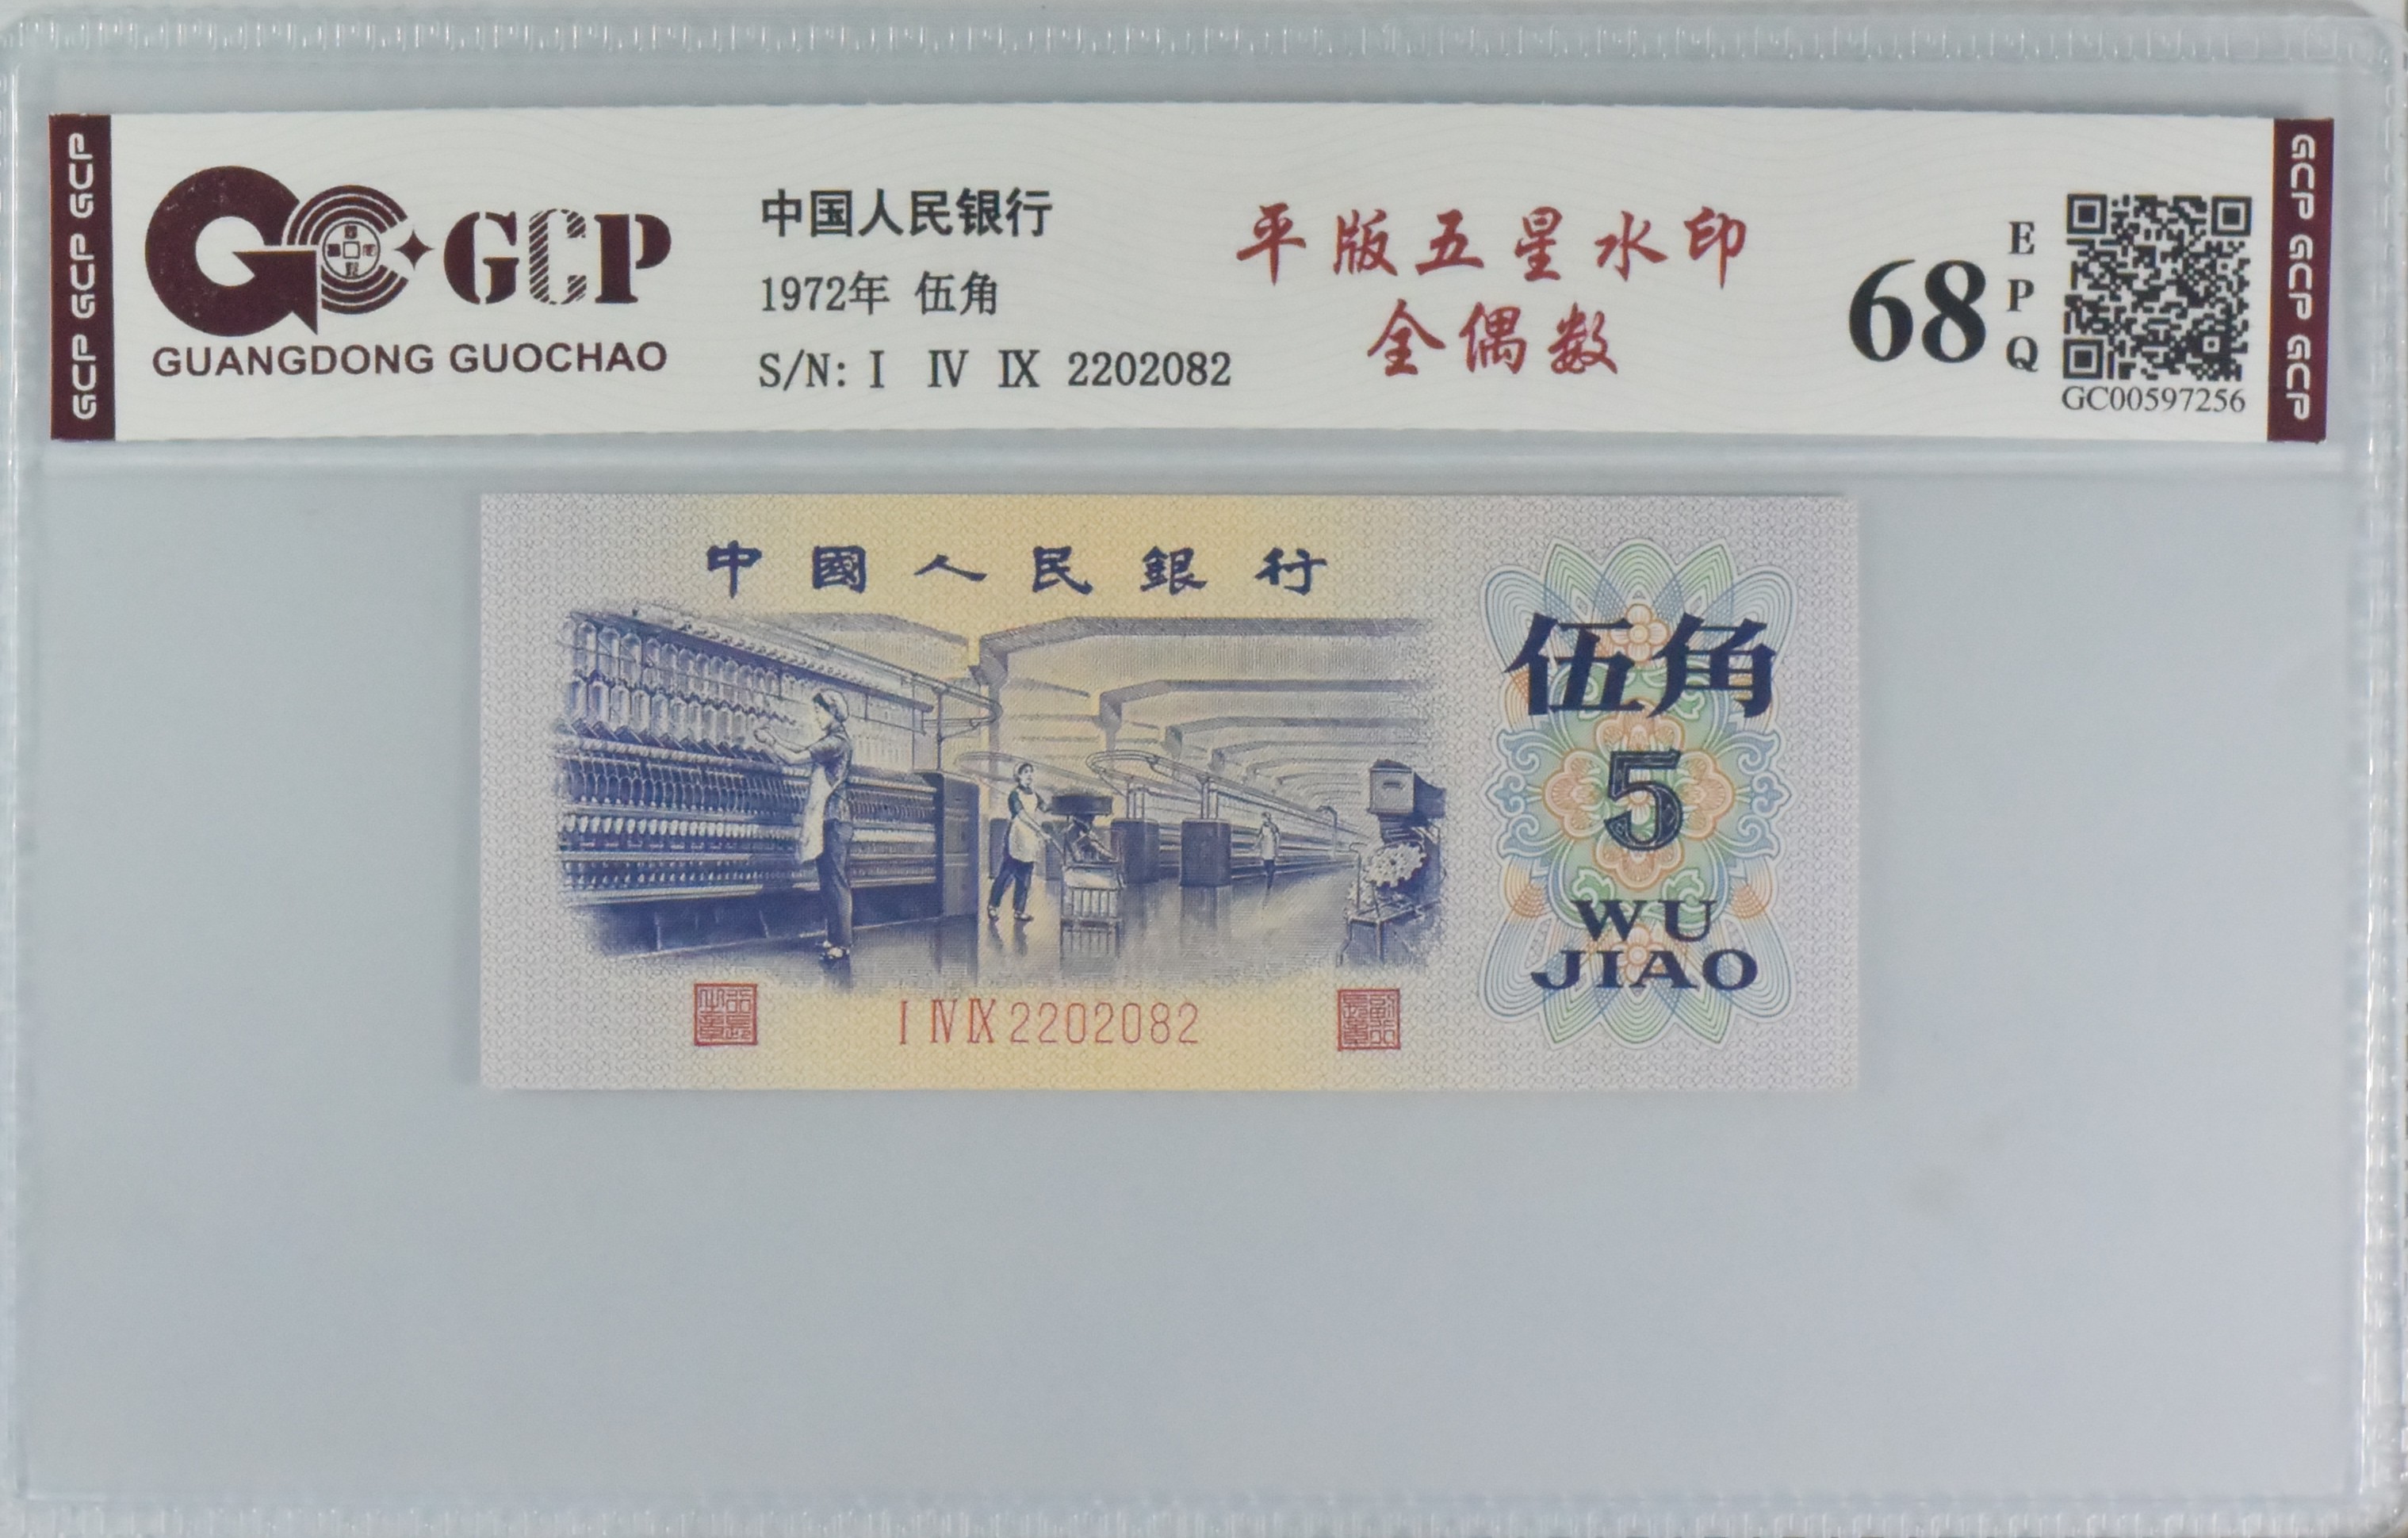 GCP GCP GCP
GCP
GUANGDONG GUOCHAO
中国人民银行
1972年 伍角
S/N: I IV IX 2202082
平版五星水印
全偶数
68
EPQ
GC00597256
GCP GCP GCP
中國人民銀行
伍角
5
WU
JIAO
I IV IX 2202082